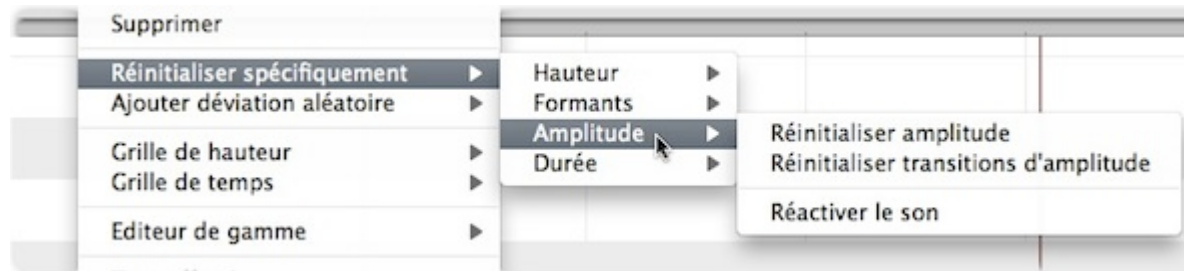 Supprimer
Réinitialiser spécifiquement
Ajouter déviation aléatoire
Grille de hauteur
Grille de temps
Editeur de gamme
Hauteur
Formants
Amplitude
Durée
Réinitialiser amplitude
Réinitialiser transitions d'amplitude
Réactiver le son